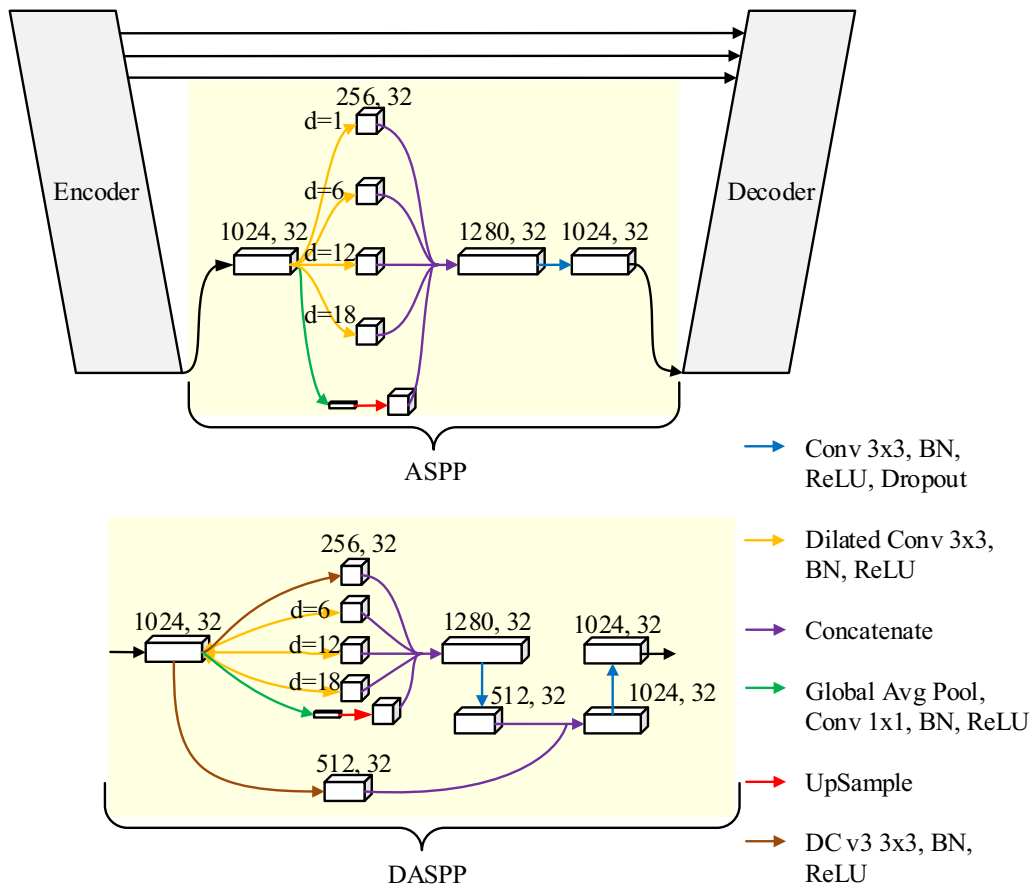 256, 32
d=1
Encoder
Decoder
d=6
1024, 32
1280, 32
1024, 32
d=12
d=18
ASPP
Conv 3x3, BN,
ReLU, Dropout
256, 32
Dilated Conv 3x3,
BN, ReLU
d=6
1024, 32
1280, 32
1024, 32
d=12
Concatenate
d=18
512, 32
1024, 32
Global Avg Pool,
Conv 1x1, BN, ReLU
512, 32
UpSample
DC v3 3x3, BN,
ReLU
DASPP